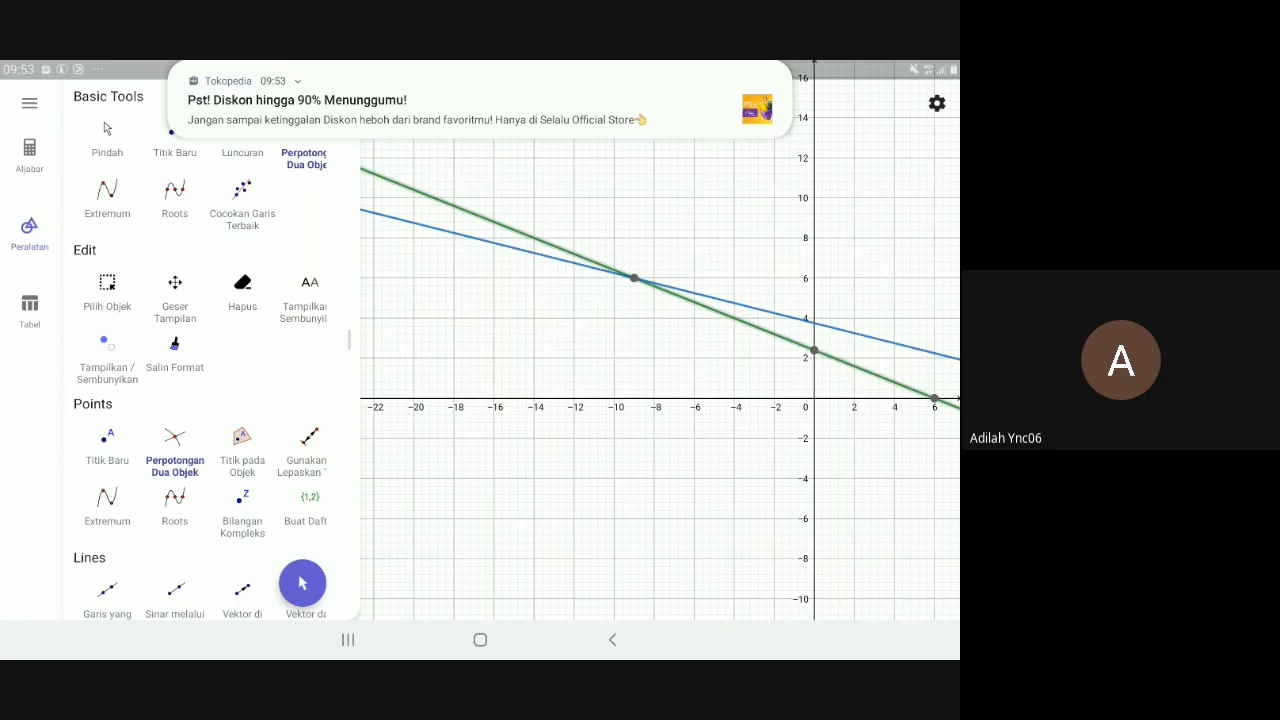 09:53
Tokopedia 09:53
Pst! Diskon hingga 90% Menunggumu!
Jangan sampai ketinggalan Diskon heboh dari brand favoritmu! Hanya di Selalu Official Store👆
Aljabar
Peralatan
Tabel
Basic Tools
Pindah Titik Baru Luncuran Perpotong
Dua Obje
Extremum Roots Cocokan Garis
Terbaik
Edit
Pilih Objek Geser Hapus Tampilka
Tampilan Sembunyi
AA
Tampilkan / Salin Format
Sembunyikan
Points
A
A
Titik Baru Perpotongan Titik pada Gunakan
Dua Objek Objek Lepaskan
Z
{1,2}
Extremum Roots Bilangan Buat Daft
Kompleks
Lines
Garis yang Sinar melalui Vektor di Vektor da
16
14
12
10
8
6
4
2
−22 −20 −18 −16 −14 −12 −10 −8 −6 −4 −2 0 2 4 6
−2
−4
−6
−8
−10
A
Adilah Ync06